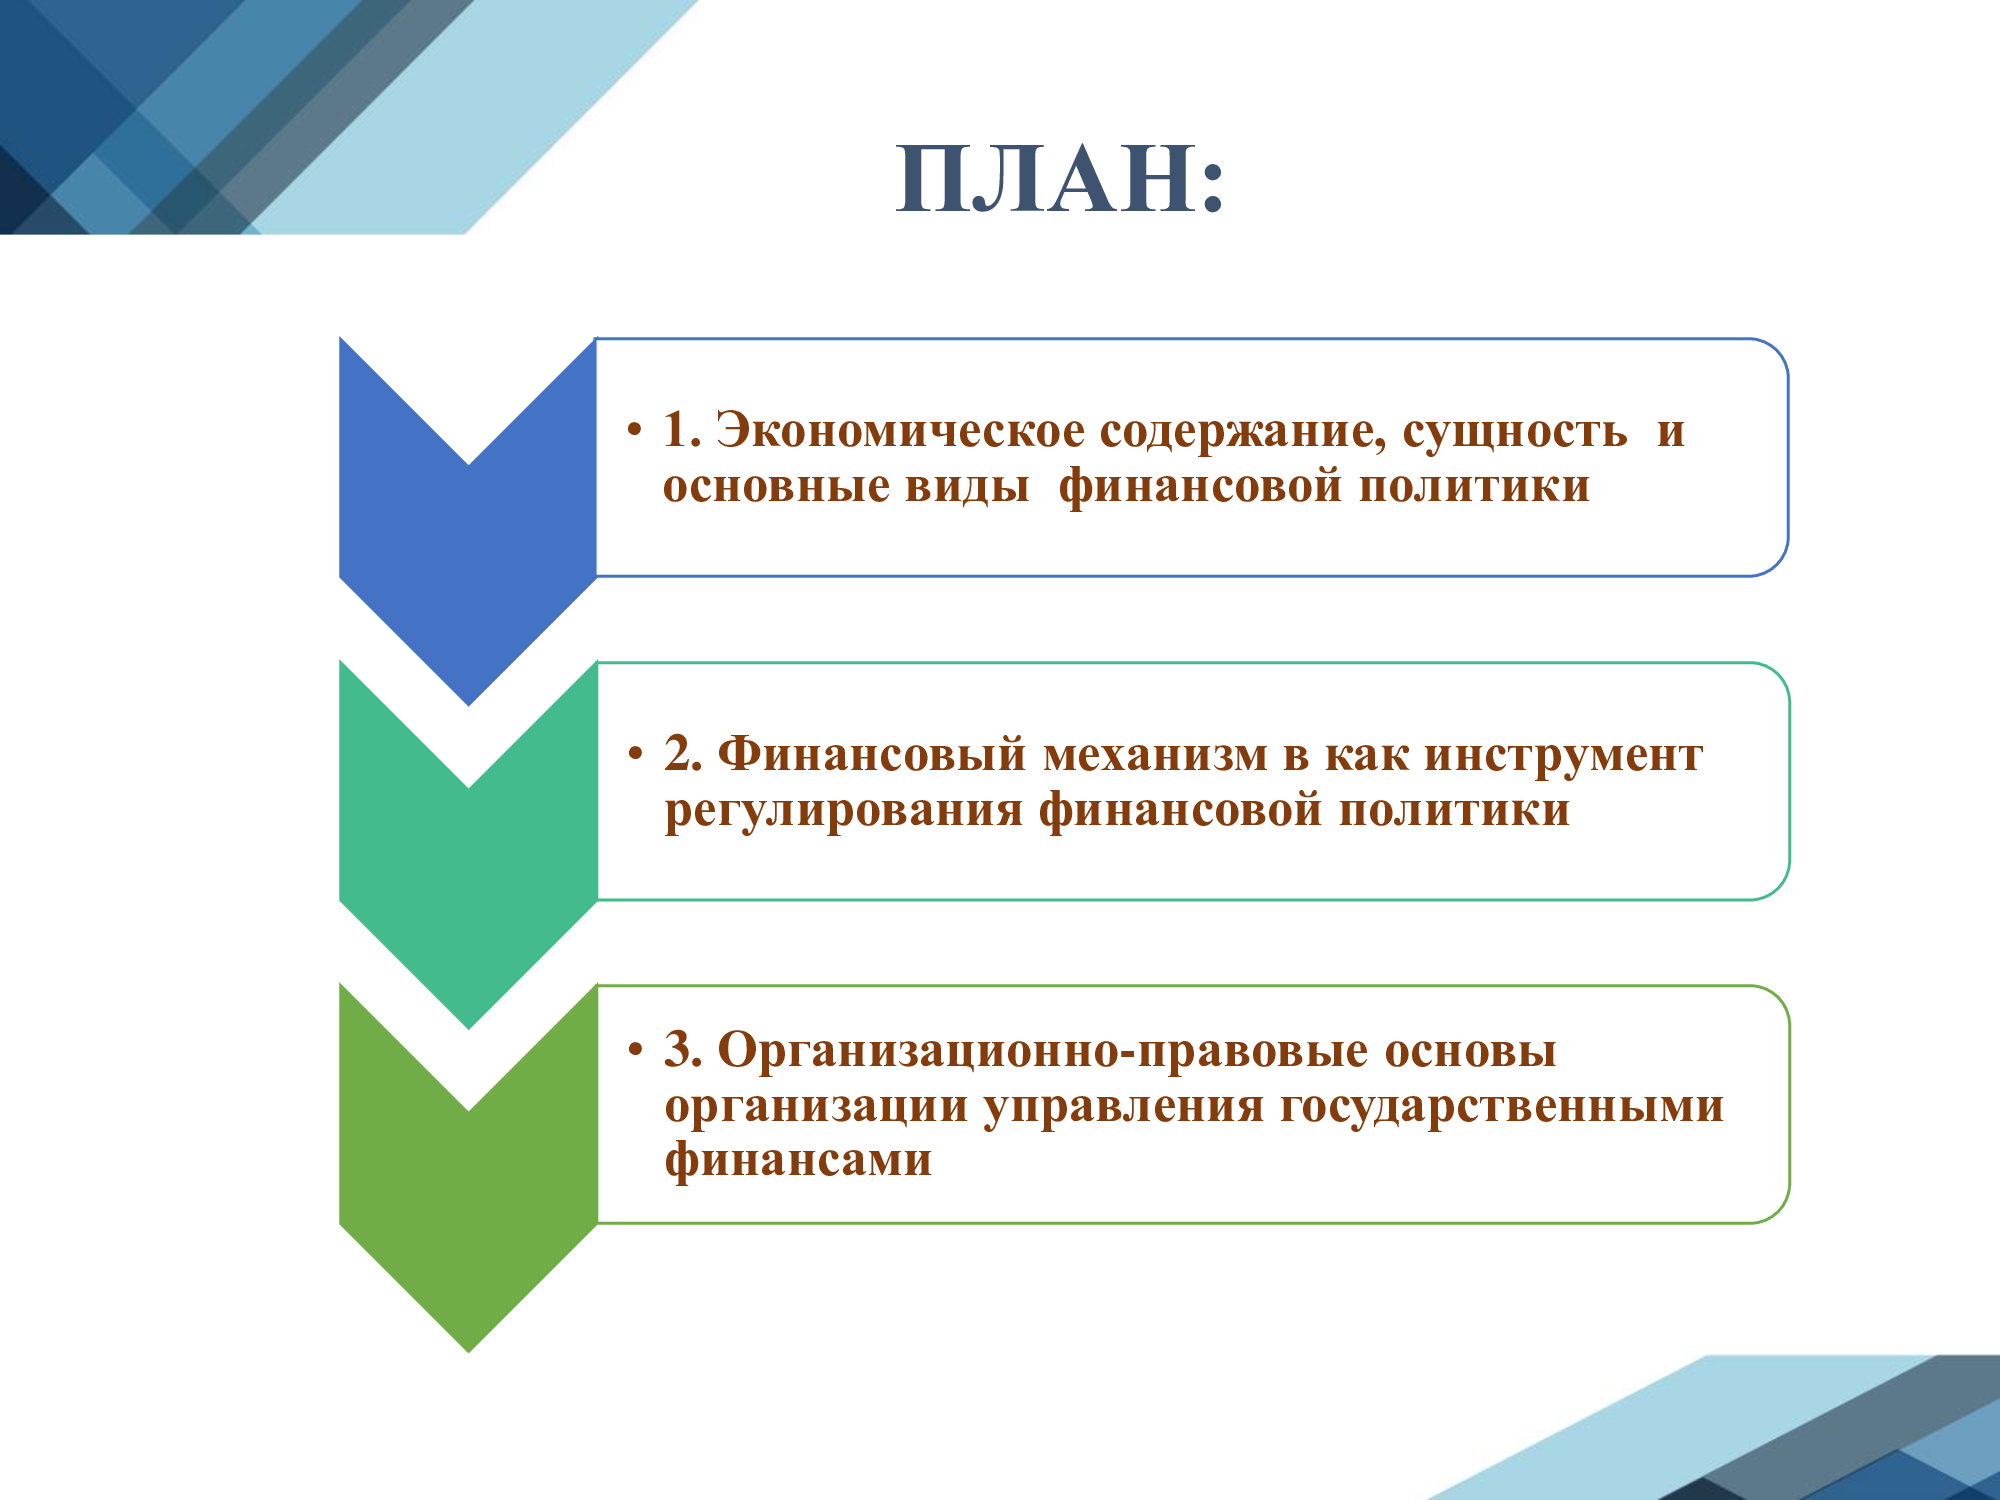 ПЛАН:
• 1. Экономическое содержание, сущность  и
основные виды  финансовой политики
• 2. Финансовый механизм в как инструмент
регулирования финансовой политики
• 3. Организационно-правовые основы
организации управления государственными
финансами